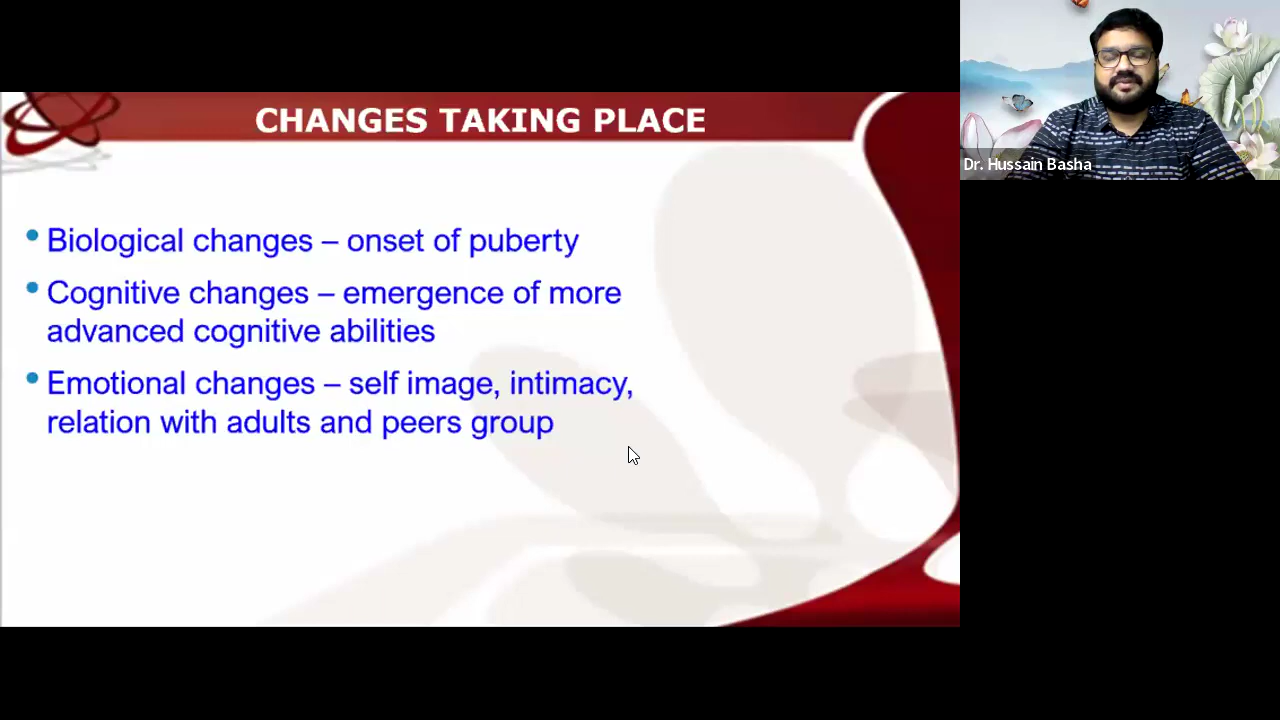 CHANGES TAKING PLACE
• Biological changes – onset of puberty
• Cognitive changes – emergence of more
advanced cognitive abilities
• Emotional changes – self image, intimacy,
relation with adults and peers group
Dr. Hussain Basha